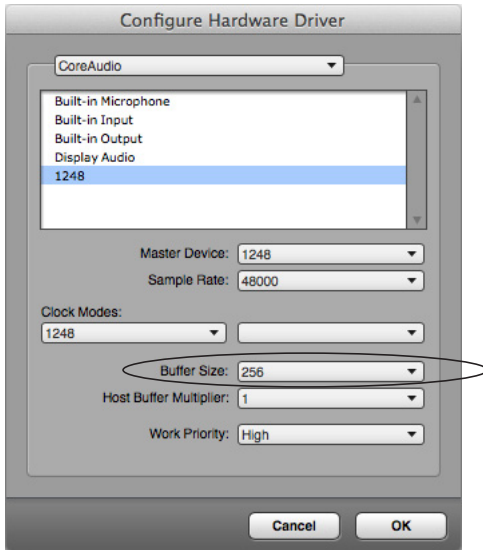 Configure Hardware Driver
CoreAudio
Built-in Microphone
Built-in Input
Built-in Output
Display Audio
1248
Master Device: 1248
Sample Rate: 48000
Clock Modes:
1248
Buffer Size: 256
Host Buffer Multiplier: 1
Work Priority: High
Cancel OK